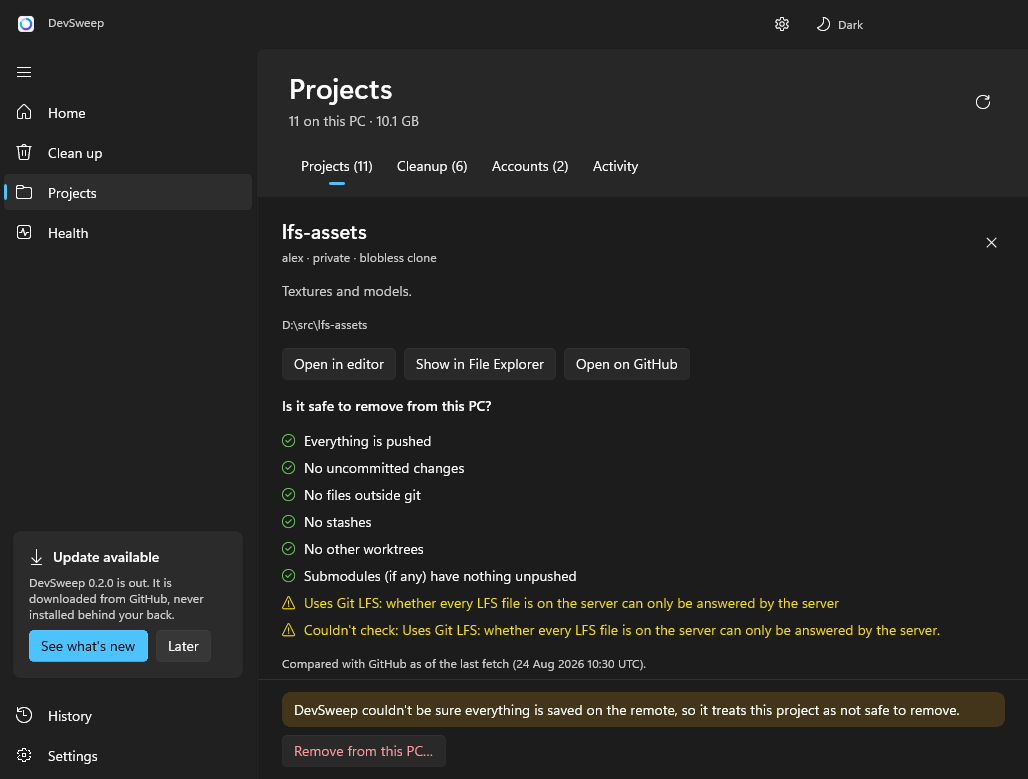 DevSweep
Dark
Home
Clean up
Projects
Health
Update available
DevSweep 0.2.0 is out. It is
downloaded from GitHub, never
installed behind your back.
See what's new
Later
History
Settings
Projects
11 on this PC · 10.1 GB
Projects (11)
Cleanup (6)
Accounts (2)
Activity
lfs-assets
alex · private · blobless clone
Textures and models.
D:\src\lfs-assets
Open in editor
Show in File Explorer
Open on GitHub
Is it safe to remove from this PC?
Everything is pushed
No uncommitted changes
No files outside git
No stashes
No other worktrees
Submodules (if any) have nothing unpushed
Uses Git LFS: whether every LFS file is on the server can only be answered by the server
Couldn't check: Uses Git LFS: whether every LFS file is on the server can only be answered by the server.
Compared with GitHub as of the last fetch (24 Aug 2026 10:30 UTC).
DevSweep couldn't be sure everything is saved on the remote, so it treats this project as not safe to remove.
Remove from this PC...